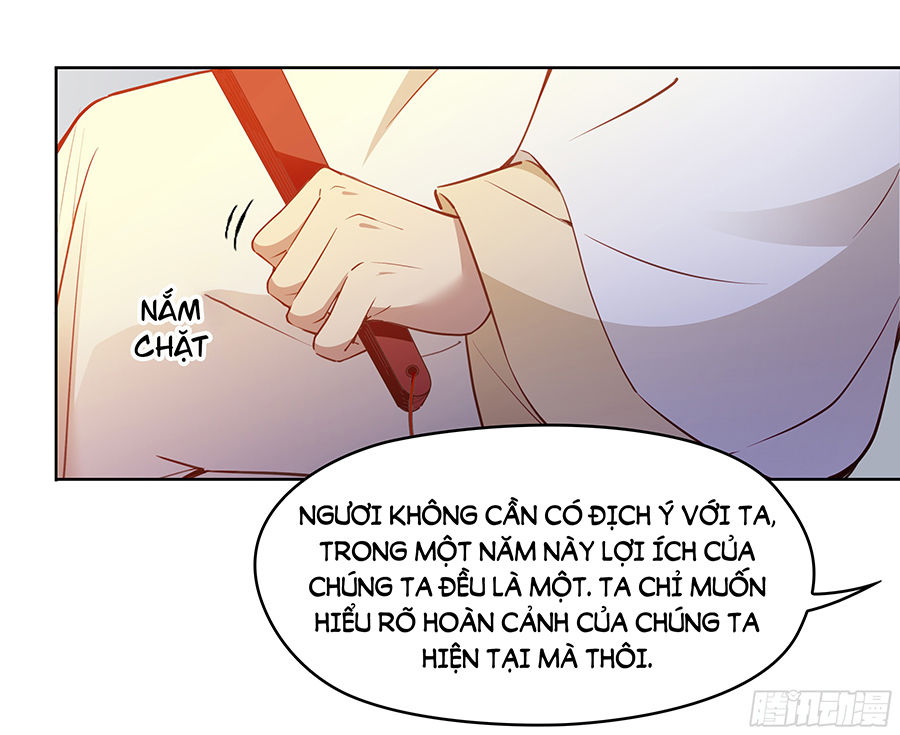 NẮM
CHẶT
NGƯƠI KHÔNG CẦN CÓ ĐỊCH Ý VỚI TA,
TRONG MỘT NĂM NÀY LỢI ÍCH CỦA
CHÚNG TA ĐỀU LÀ MỘT. TA CHỈ MUỐN
HIỂU RÕ HOÀN CẢNH CỦA CHÚNG TA
HIỆN TẠI MÀ THÔI.
腾讯动漫